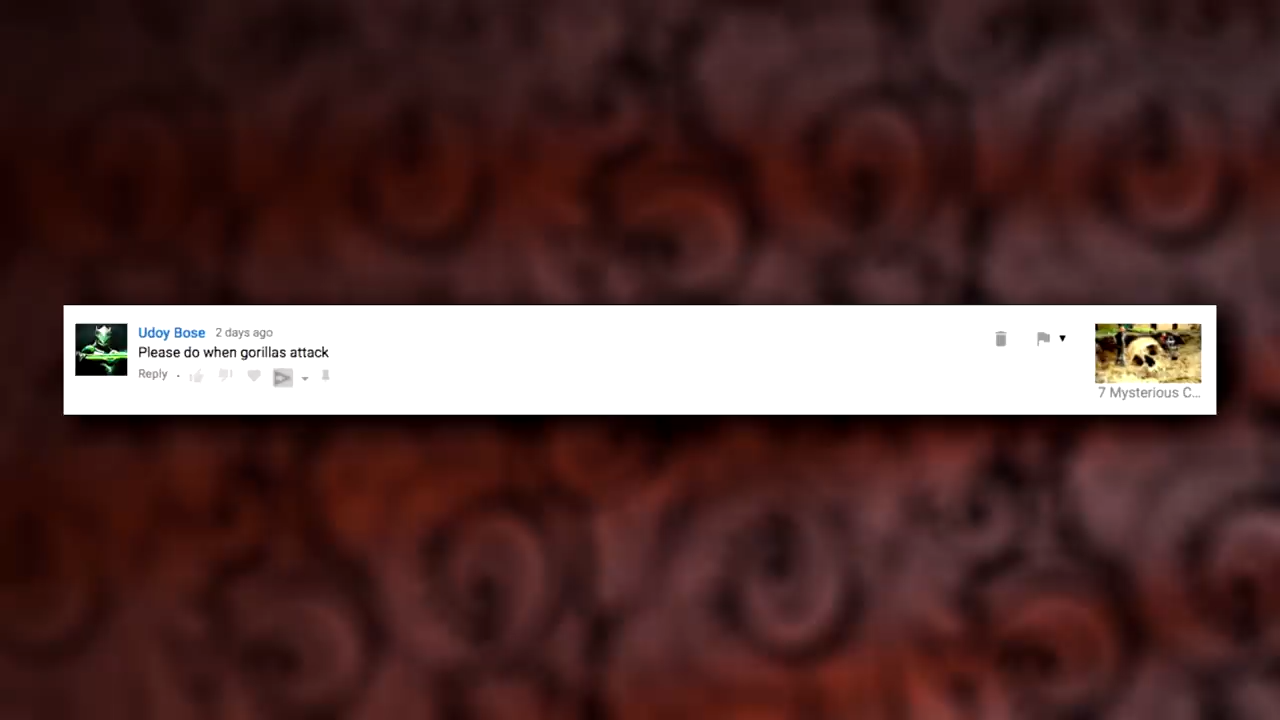 Udoy Bose 2 days ago
Please do when gorillas attack
Reply
7 Mysterious C...